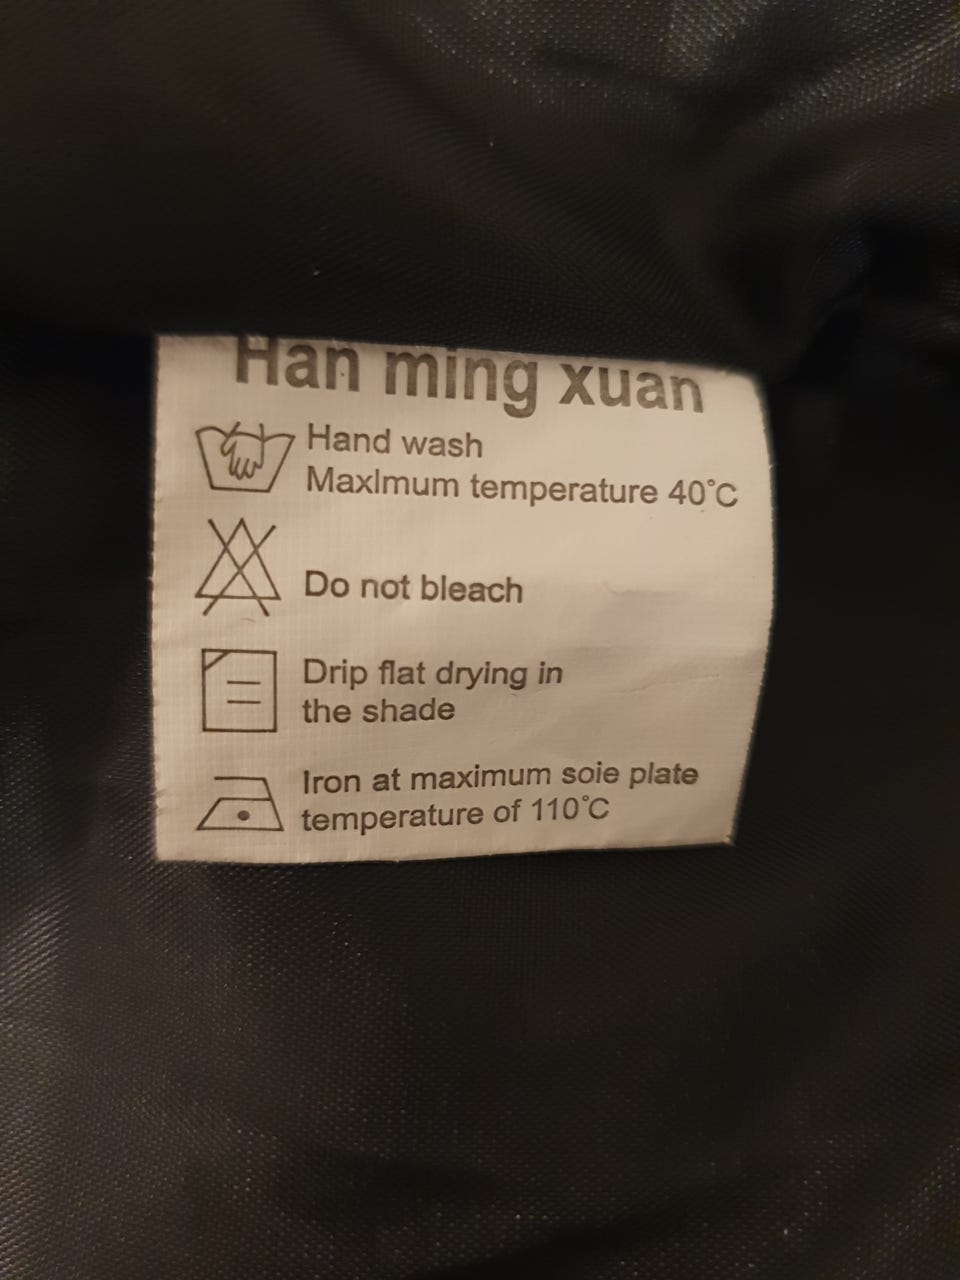 Han ming xuan
Hand wash
MaxImum temperature 40°C
Do not bleach
Drip flat drying in
the shade
Iron at maximum soie plate
temperature of 110°C